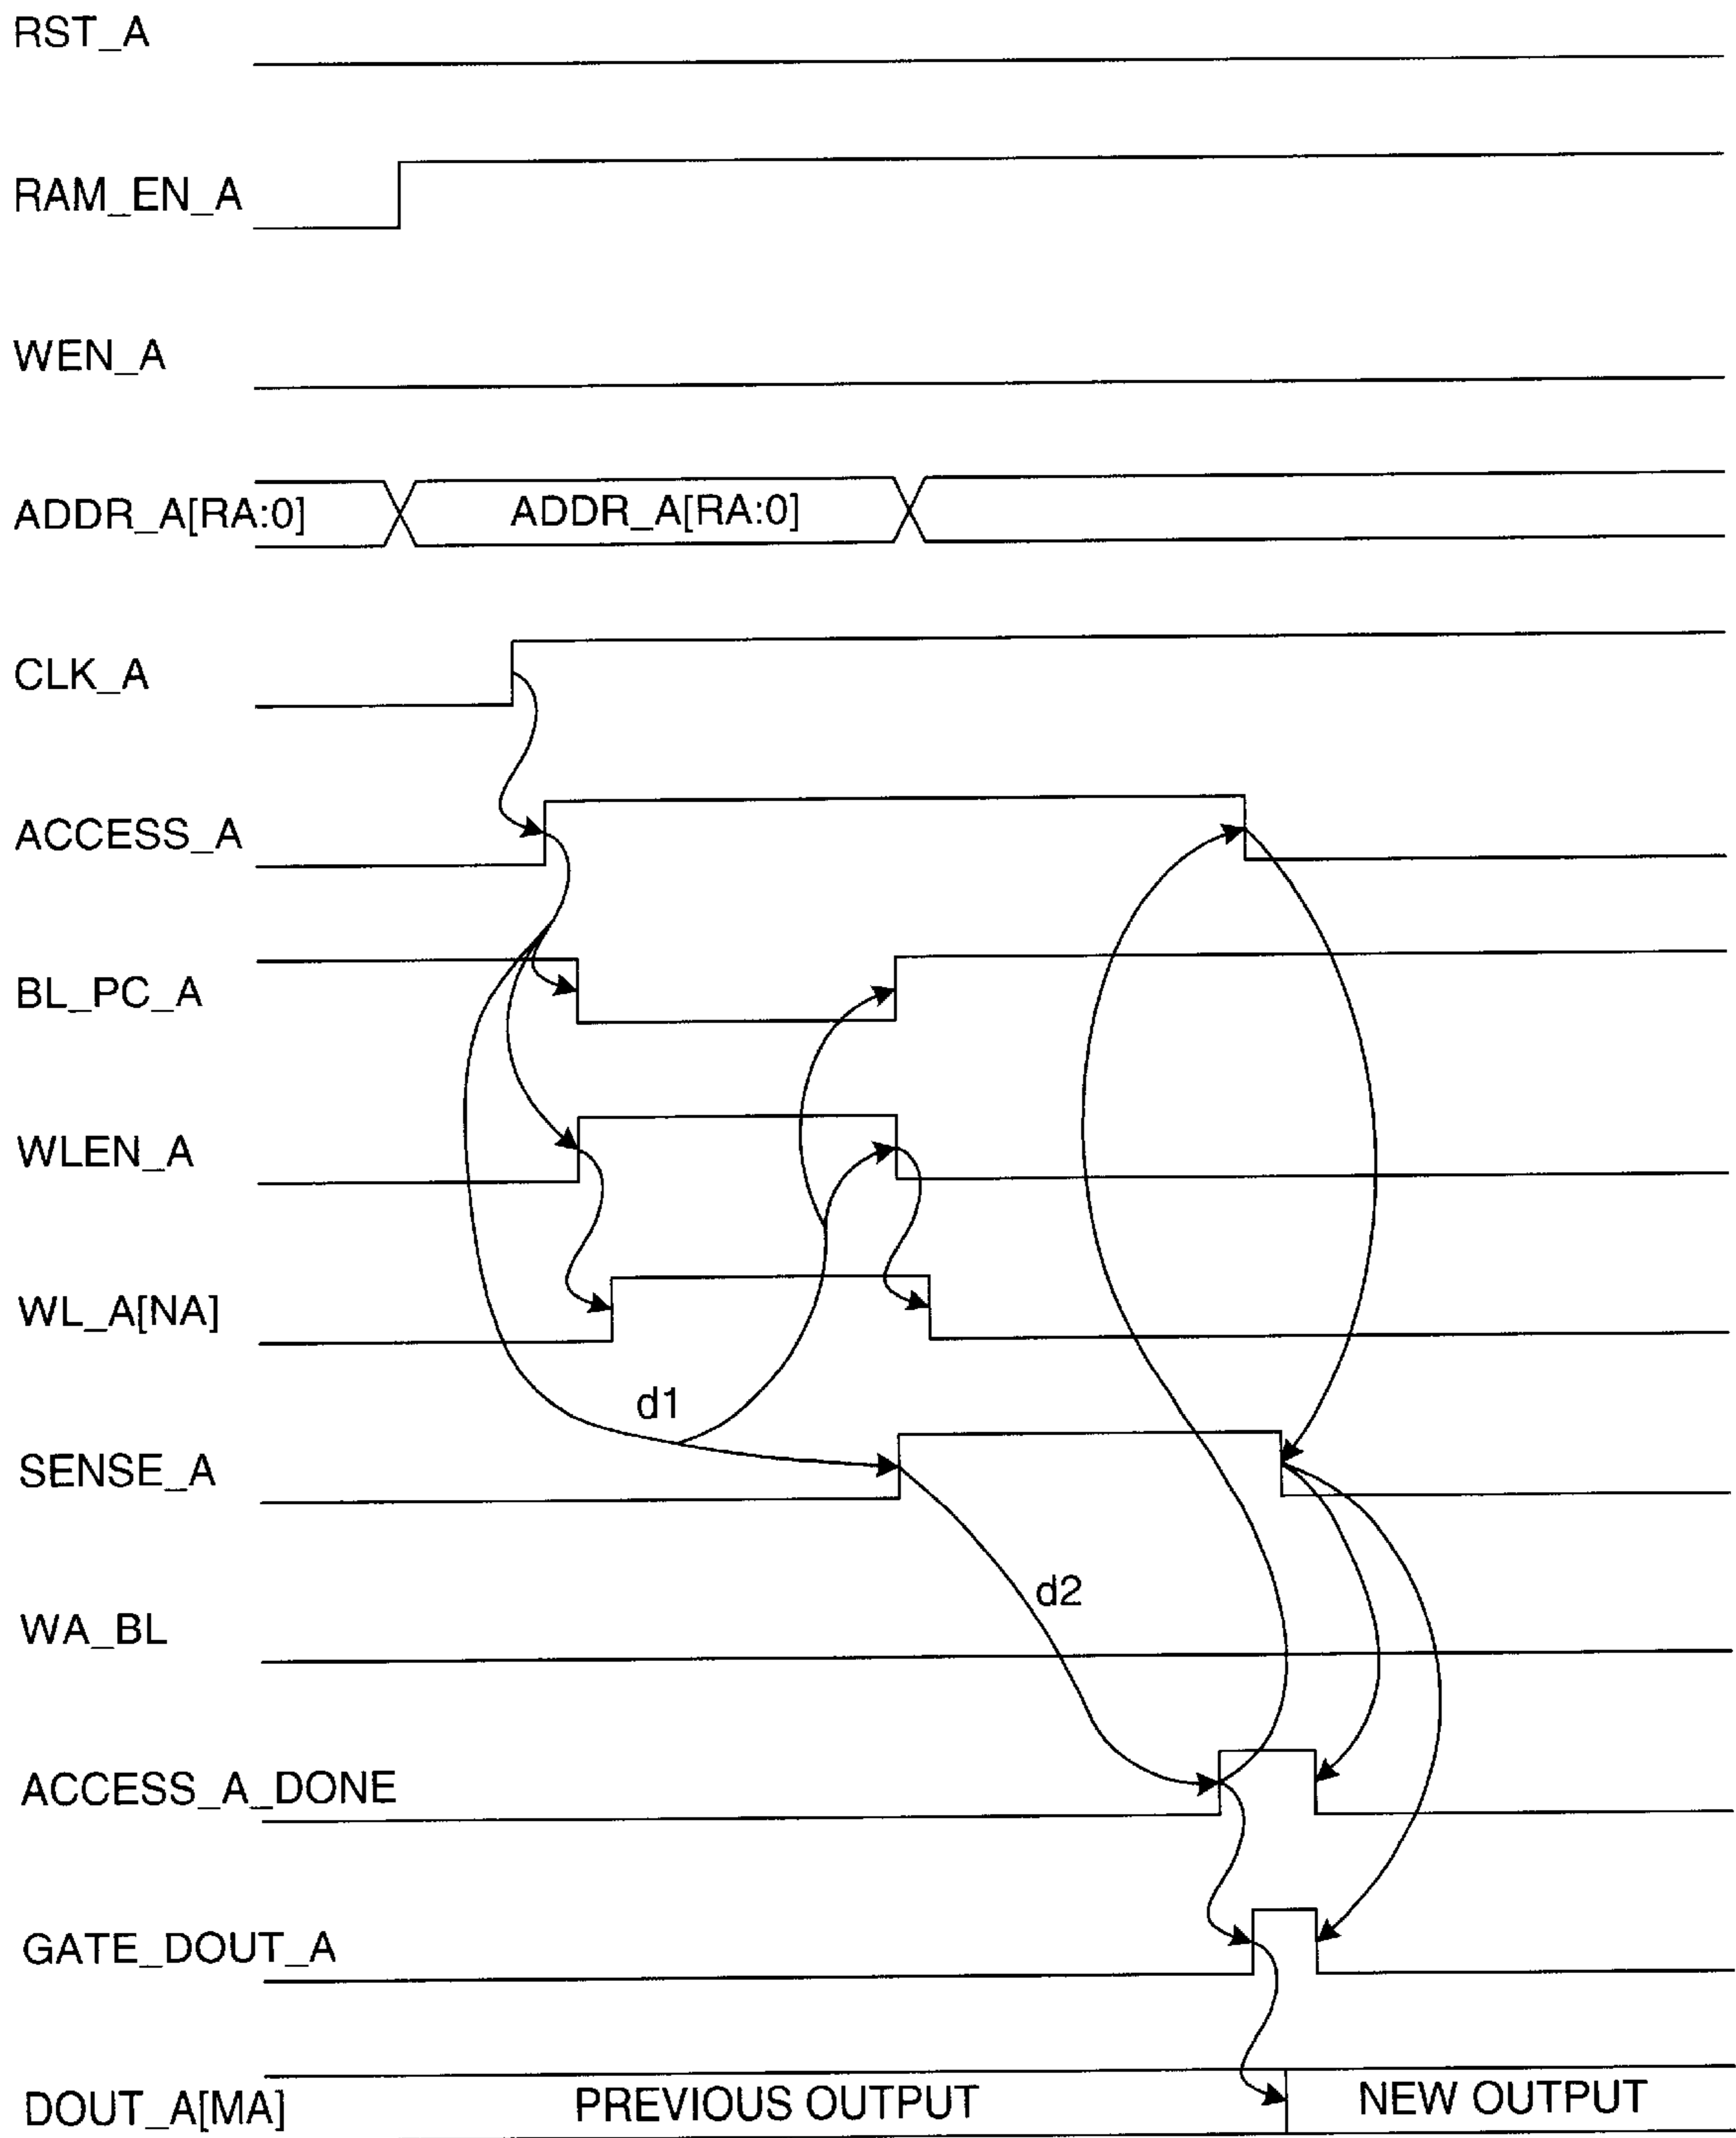 RST_A
RAM_EN_A
WEN_A
ADDR_A[RA:0] ADDR_A[RA:0]
CLK_A
ACCESS_A
BL_PC_A
WLEN_A
WL_A[NA]
d1
SENSE_A
d2
WA_BL
ACCESS_A_DONE
GATE_DOUT_A
DOUT_A[MA] PREVIOUS OUTPUT NEW OUTPUT